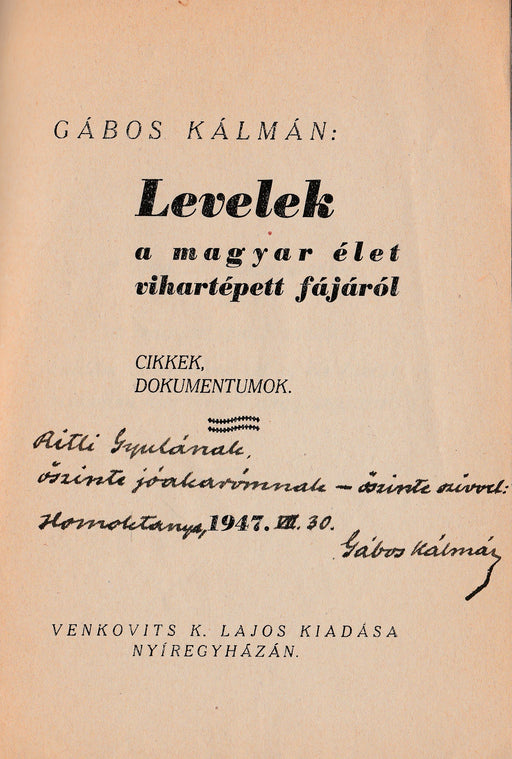 GÁBOS KÁLMÁN:
Levelek
a magyar élet
vihartépett fájáról
CIKKEK,
DOKUMENTUMOK.
Ritli Gyulának,
őszinte jóakarómnak – őszinte szívvel:
Homoktanya, 1947. VII. 30.
Gábos Kálmán
VENKOVITS K. LAJOS KIADÁSA
NYÍREGYHÁZÁN.